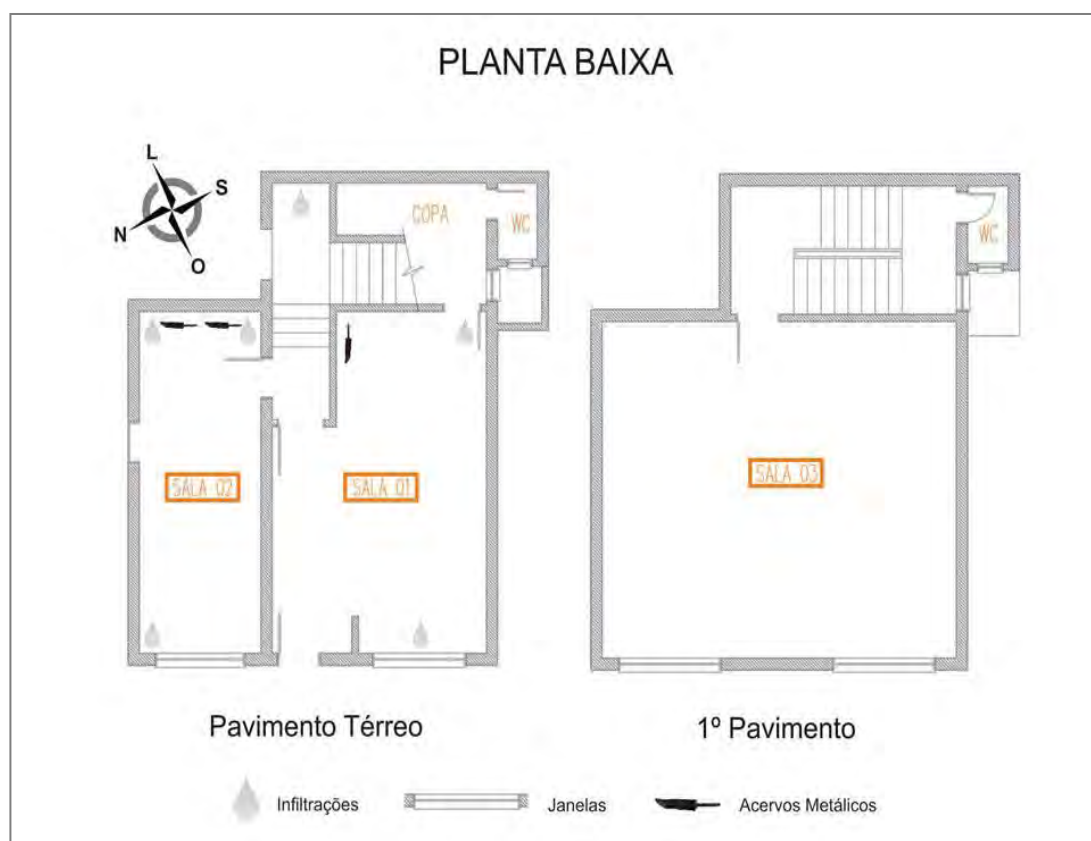 PLANTA BAIXA
L
S
N
O
COPA
WC
WC
SALA 02
SALA 01
SALA 03
Pavimento Térreo
1º Pavimento
Infiltrações
Janelas
Acervos Metálicos